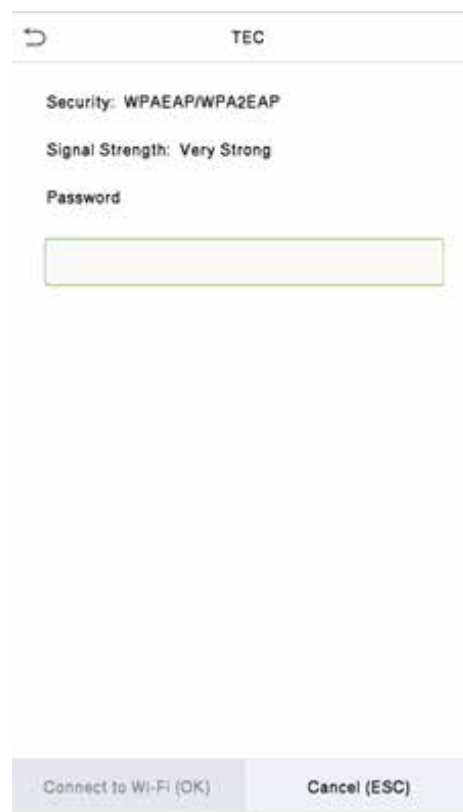 TEC
Security: WPAEAP/WPA2EAP
Signal Strength: Very Strong
Password
Connect to Wi-Fi (OK) Cancel (ESC)